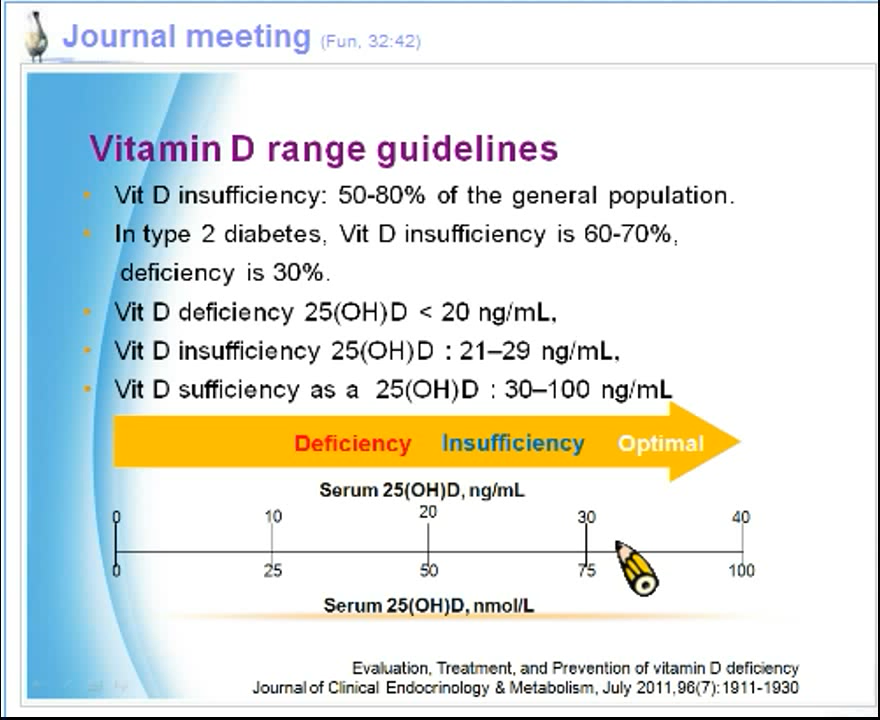 Journal meeting (Fun, 32:42)
Vitamin D range guidelines
• Vit D insufficiency: 50-80% of the general population.
• In type 2 diabetes, Vit D insufficiency is 60-70%,
deficiency is 30%.
• Vit D deficiency 25(OH)D < 20 ng/mL,
• Vit D insufficiency 25(OH)D : 21–29 ng/mL,
• Vit D sufficiency as a 25(OH)D : 30–100 ng/mL
Deficiency Insufficiency Optimal
Serum 25(OH)D, ng/mL
0 10 20 30 40
0 25 50 75 100
Serum 25(OH)D, nmol/L
Evaluation, Treatment, and Prevention of vitamin D deficiency
Journal of Clinical Endocrinology & Metabolism, July 2011,96(7):1911-1930